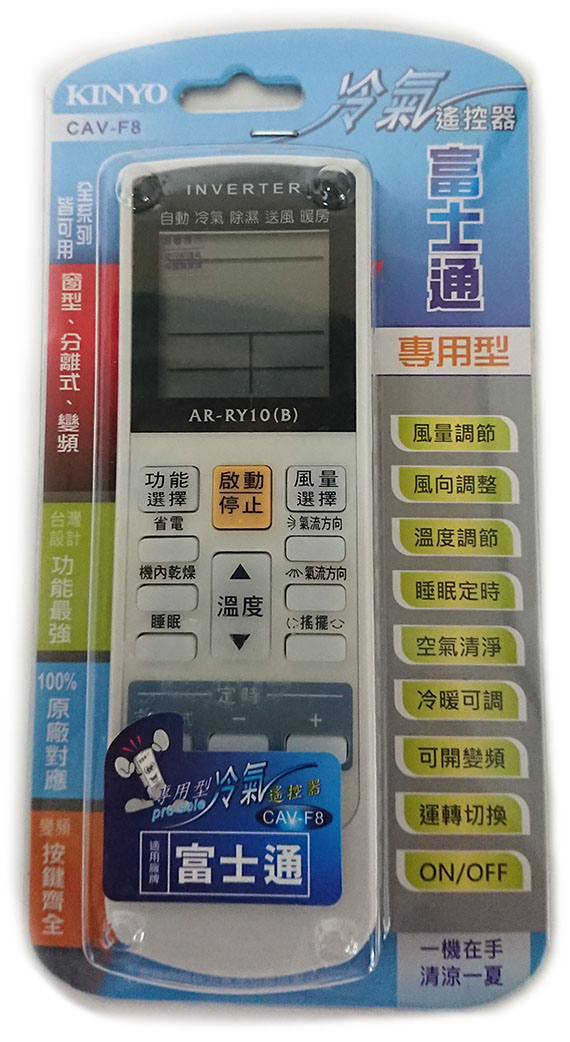 KINYO
CAV-F8
冷氣遙控器
富士通
專用型
全系列
皆可用
窗型、分離式、變頻
台灣
設計
功能最強
100%
原廠對應
變頻
按鍵齊全
INVERTER
自動 冷氣 除濕 送風 暖房
AR-RY10(B)
功能
選擇
啟動
停止
風量
選擇
省電
氣流方向
機內乾燥
氣流方向
溫度
睡眠
搖擺
定時
－
＋
專用型冷氣遙控器
CAV-F8
適用廠牌
富士通
風量調節
風向調整
溫度調節
睡眠定時
空氣清淨
冷暖可調
可開變頻
運轉切換
ON/OFF
一機在手
清涼一夏